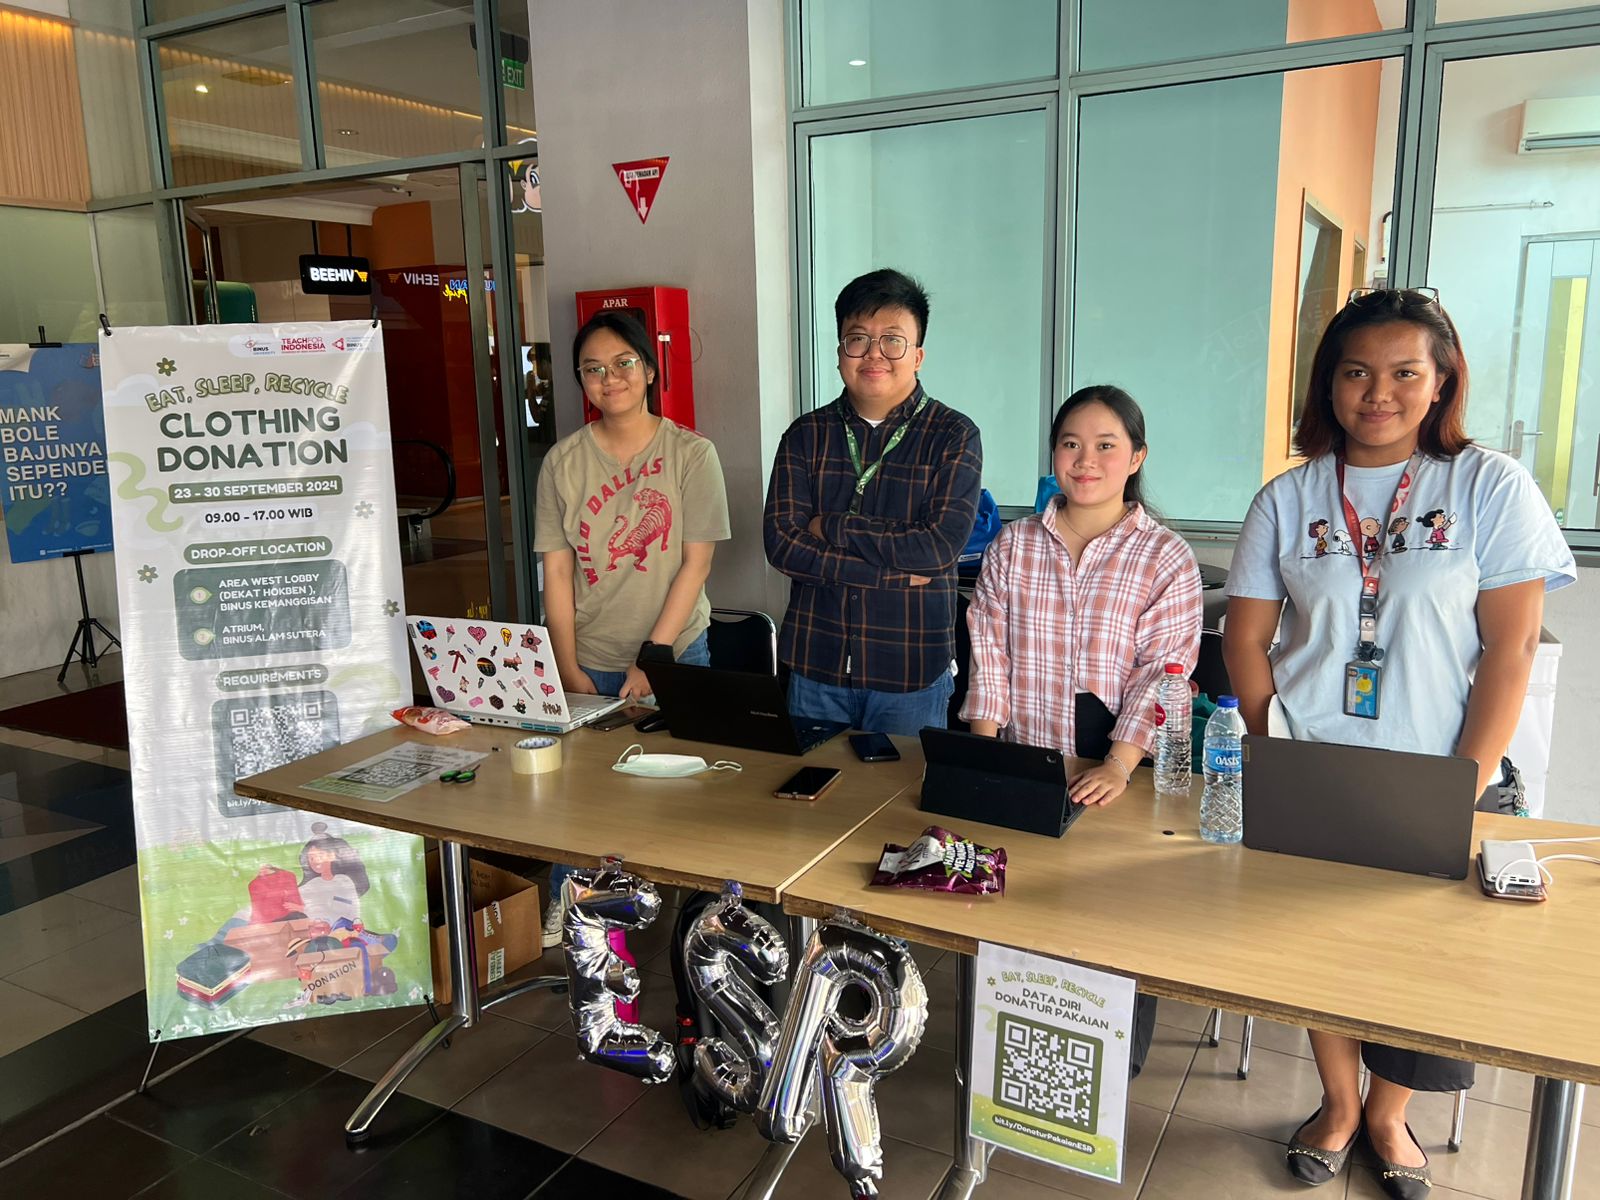 EXIT
BEEHIV
APAR
MANK
BOLE
BAJUNYA
SEPENDE
ITU??
BINUS
UNIVERSITY
TEACH FOR
INDONESIA
EAT, SLEEP, RECYCLE
CLOTHING
DONATION
23 - 30 SEPTEMBER 2024
09.00 - 17.00 WIB
DROP-OFF LOCATION
1
AREA WEST LOBBY
(DEKAT HOKBEN ),
BINUS KEMANGGISAN
2
ATRIUM,
BINUS ALAM SUTERA
REQUIREMENTS
DONATION
WILD DALLAS
OASIS
ESR
EAT, SLEEP, RECYCLE
DATA DIRI
DONATUR PAKAIAN
bit.ly/DonaturPakaianESR